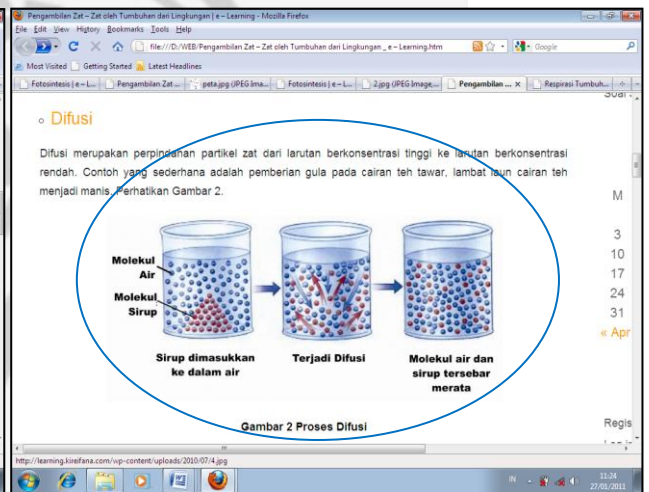 Pengambilan Zat – Zat oleh Tumbuhan dari Lingkungan | e – Learning - Mozilla Firefox
File Edit View History Bookmarks Tools Help
file:///D:/WEB/Pengambilan Zat – Zat oleh Tumbuhan dari Lingkungan _ e – Learning.htm
Google
Most Visited Getting Started Latest Headlines
Fotosintesis | e – L... Pengambilan Zat ... peta.jpg (JPEG Ima... Fotosintesis | e – L... 2.jpg (JPEG Image,... Pengambilan ... x Respirasi Tumbuh...
Difusi
Difusi merupakan perpindahan partikel zat dari larutan berkonsentrasi tinggi ke larutan berkonsentrasi
rendah. Contoh yang sederhana adalah pemberian gula pada cairan teh tawar, lambat laun cairan teh
menjadi manis. Perhatikan Gambar 2.
M
3
10
17
24
31
« Apr
Molekul
Air
Molekul
Sirup
Sirup dimasukkan
ke dalam air
Terjadi Difusi
Molekul air dan
sirup tersebar
merata
Gambar 2 Proses Difusi
Regis
http://learning.kireifana.com/wp-content/uploads/2010/07/4.jpg
IN
11:24
27/01/2011